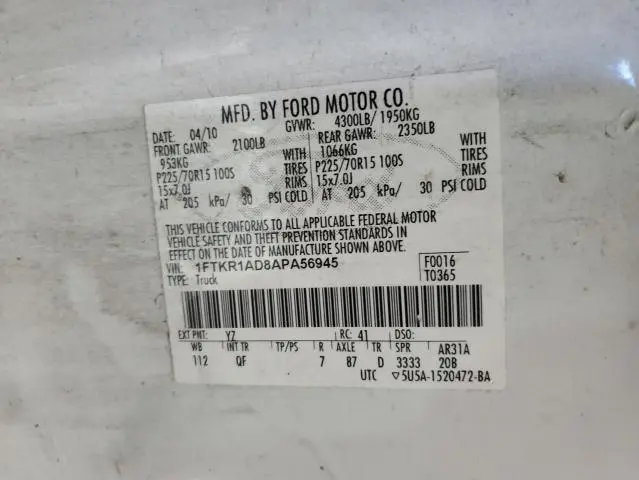 MFD. BY FORD MOTOR CO.
04/10 GVWR: 4300LB/ 1950KG
FRONT GAWR: 2100LB REAR GAWR: 2350LB
953KG WITH 1066KG WITH
P225/70R15 100S TIRES P225/70R15 100S TIRES
15x7.0J RIMS 15x7.0J RIMS
AT 205 kPa/ 30 PSI COLD AT 205 kPa/ 30 PSI COLD
THIS VEHICLE CONFORMS TO ALL APPLICABLE FEDERAL MOTOR
VEHICLE SAFETY AND THEFT PREVENTION STANDARDS IN
EFFECT ON THE DATE OF MANUFACTURE SHOWN ABOVE.
VIN: 1FTKR1AD8APA56945 F0016
TYPE: Truck T0365
EXT PNT: YZ RC: 41 DSO:
WB INT TR TP/PS R AXLE TR SPR AR31A
112 QF 7 87 D 3333 20B
UTC ▽5U5A-1520472-BA